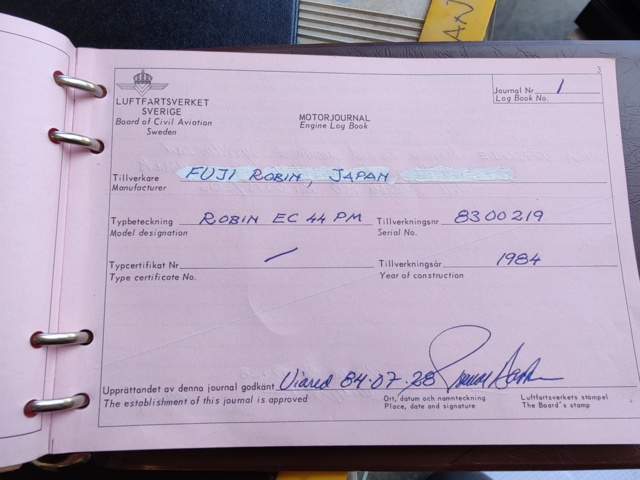 AN
3
LUFTFARTSVERKET
SVERIGE
Board of Civil Aviation
Sweden
MOTORJOURNAL
Engine Log Book
Journal Nr 1
Log Book No.
Tillverkare FUJI ROBIN, JAPAN
Manufacturer
Typbeteckning ROBIN EC 44 PM Tillverkningsnr 8300219
Model designation Serial No.
Typcertifikat Nr — Tillverkningsår 1984
Type certificate No. Year of construction
Upprättandet av denna journal godkänt Viared 84.07.28
The establishment of this journal is approved
Ort, datum och namnteckning Luftfartsverkets stämpel
Place, date and signature The Board's stamp